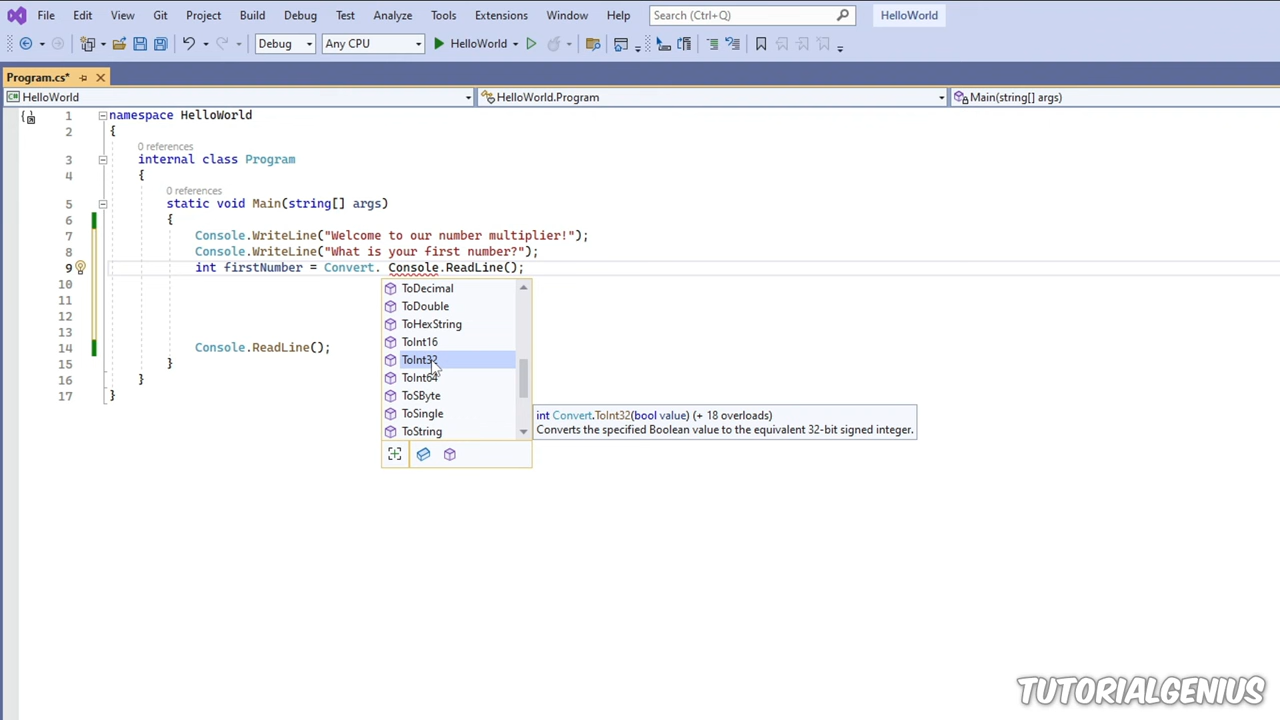 File Edit View Git Project Build Debug Test Analyze Tools Extensions Window Help Search (Ctrl+Q) HelloWorld
Debug Any CPU HelloWorld
Program.cs*
HelloWorld HelloWorld.Program Main(string[] args)
1 namespace HelloWorld
2 {
0 references
3 internal class Program
4 {
0 references
5 static void Main(string[] args)
6 {
7 Console.WriteLine("Welcome to our number multiplier!");
8 Console.WriteLine("What is your first number?");
9 int firstNumber = Convert. Console.ReadLine();
10
11
12
13
14 Console.ReadLine();
15 }
16 }
17 }
ToDecimal
ToDouble
ToHexString
ToInt16
ToInt32
ToInt64
ToSByte
ToSingle
ToString
int Convert.ToInt32(bool value) (+ 18 overloads)
Converts the specified Boolean value to the equivalent 32-bit signed integer.
TUTORIALGENIUS